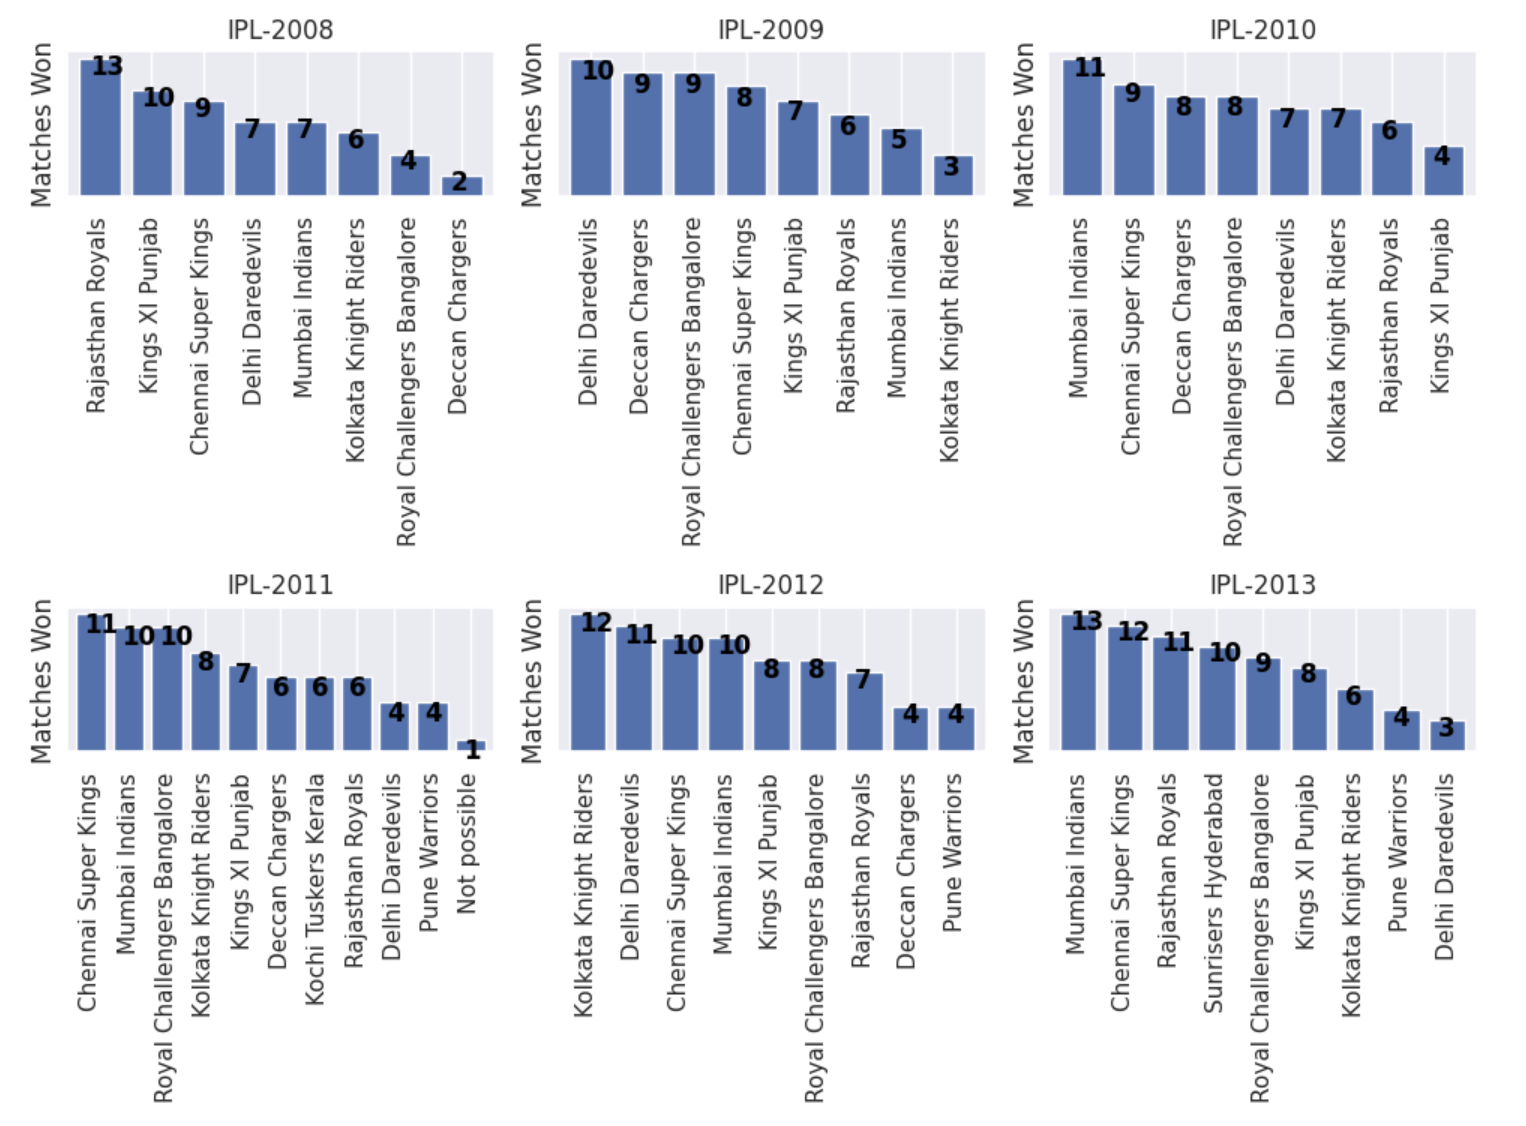 IPL-2008
Matches Won
13
10
9
7
7
6
4
2
Rajasthan Royals
Kings XI Punjab
Chennai Super Kings
Delhi Daredevils
Mumbai Indians
Kolkata Knight Riders
Royal Challengers Bangalore
Deccan Chargers
IPL-2009
Matches Won
10
9
9
8
7
6
5
3
Delhi Daredevils
Deccan Chargers
Royal Challengers Bangalore
Chennai Super Kings
Kings XI Punjab
Rajasthan Royals
Mumbai Indians
Kolkata Knight Riders
IPL-2010
Matches Won
11
9
8
8
7
7
6
4
Mumbai Indians
Chennai Super Kings
Deccan Chargers
Royal Challengers Bangalore
Delhi Daredevils
Kolkata Knight Riders
Rajasthan Royals
Kings XI Punjab
IPL-2011
Matches Won
11
10
10
8
7
6
6
6
4
4
1
Chennai Super Kings
Mumbai Indians
Royal Challengers Bangalore
Kolkata Knight Riders
Kings XI Punjab
Deccan Chargers
Kochi Tuskers Kerala
Rajasthan Royals
Delhi Daredevils
Pune Warriors
Not possible
IPL-2012
Matches Won
12
11
10
10
8
8
7
4
4
Kolkata Knight Riders
Delhi Daredevils
Chennai Super Kings
Mumbai Indians
Kings XI Punjab
Royal Challengers Bangalore
Rajasthan Royals
Deccan Chargers
Pune Warriors
IPL-2013
Matches Won
13
12
11
10
9
8
6
4
3
Mumbai Indians
Chennai Super Kings
Rajasthan Royals
Sunrisers Hyderabad
Royal Challengers Bangalore
Kings XI Punjab
Kolkata Knight Riders
Pune Warriors
Delhi Daredevils